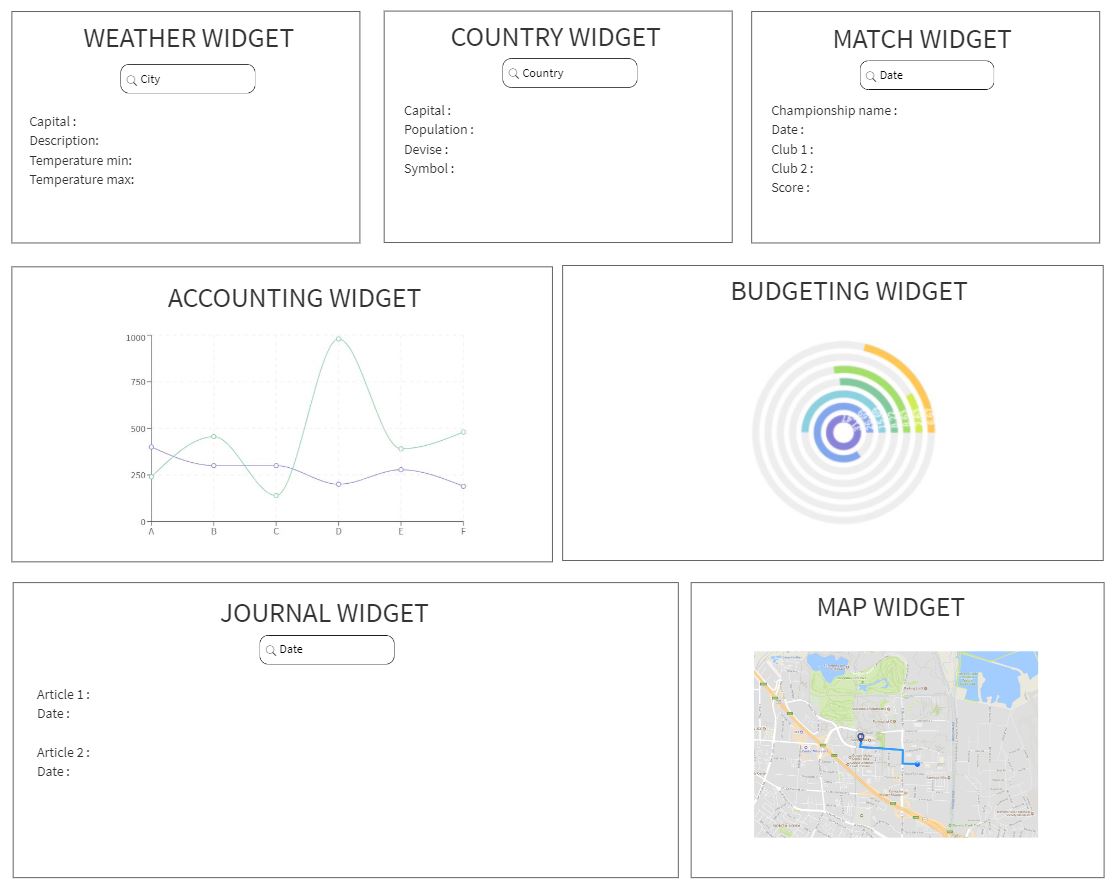 WEATHER WIDGET
City
Capital :
Description:
Temperature min:
Temperature max:
COUNTRY WIDGET
Country
Capital :
Population :
Devise :
Symbol :
MATCH WIDGET
Date
Championship name :
Date :
Club 1 :
Club 2 :
Score :
ACCOUNTING WIDGET
1000
750
500
250
0
A B C D E F
BUDGETING WIDGET
JOURNAL WIDGET
Date
Article 1 :
Date :
Article 2 :
Date :
MAP WIDGET